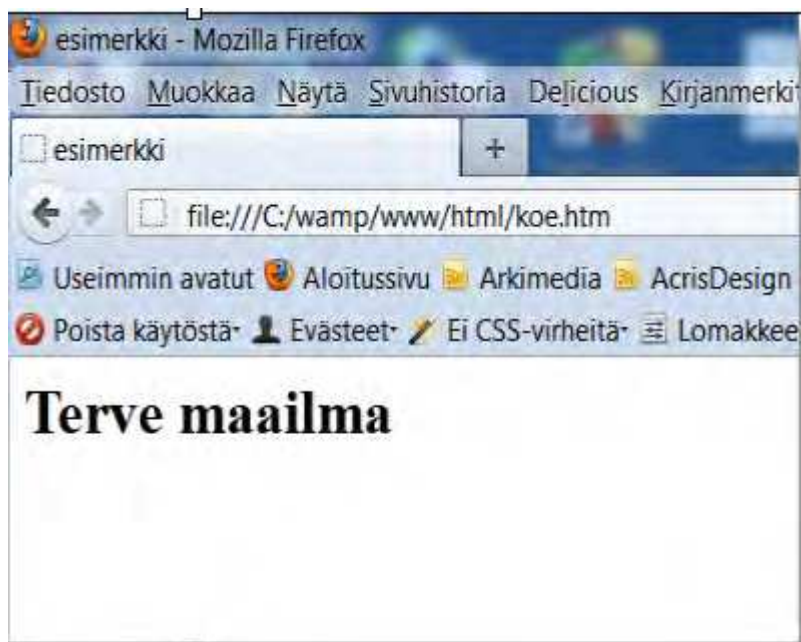 esimerkki - Mozilla Firefox
Tiedosto Muokkaa Näytä Sivuhistoria Delicious Kirjanmerkit
esimerkki +
file:///C:/wamp/www/html/koe.htm
Useimmin avatut Aloitussivu Arkimedia AcrisDesign
Poista käytöstä Evästeet Ei CSS-virheitä Lomakkee
Terve maailma